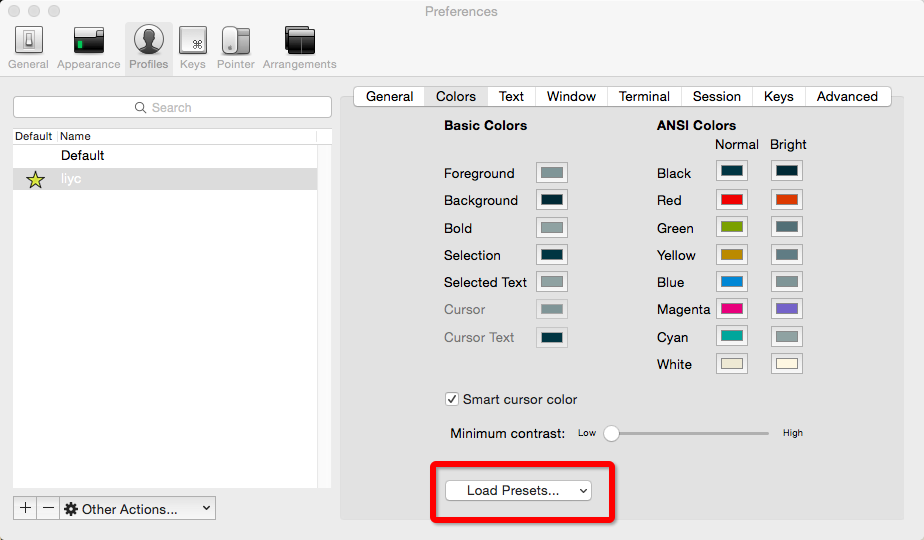 Preferences
General Appearance Profiles Keys Pointer Arrangements
Search
Default Name
Default
liyc
+ − Other Actions...
General Colors Text Window Terminal Session Keys Advanced
Basic Colors
Foreground
Background
Bold
Selection
Selected Text
Cursor
Cursor Text
ANSI Colors
Normal Bright
Black
Red
Green
Yellow
Blue
Magenta
Cyan
White
Smart cursor color
Minimum contrast: Low High
Load Presets...